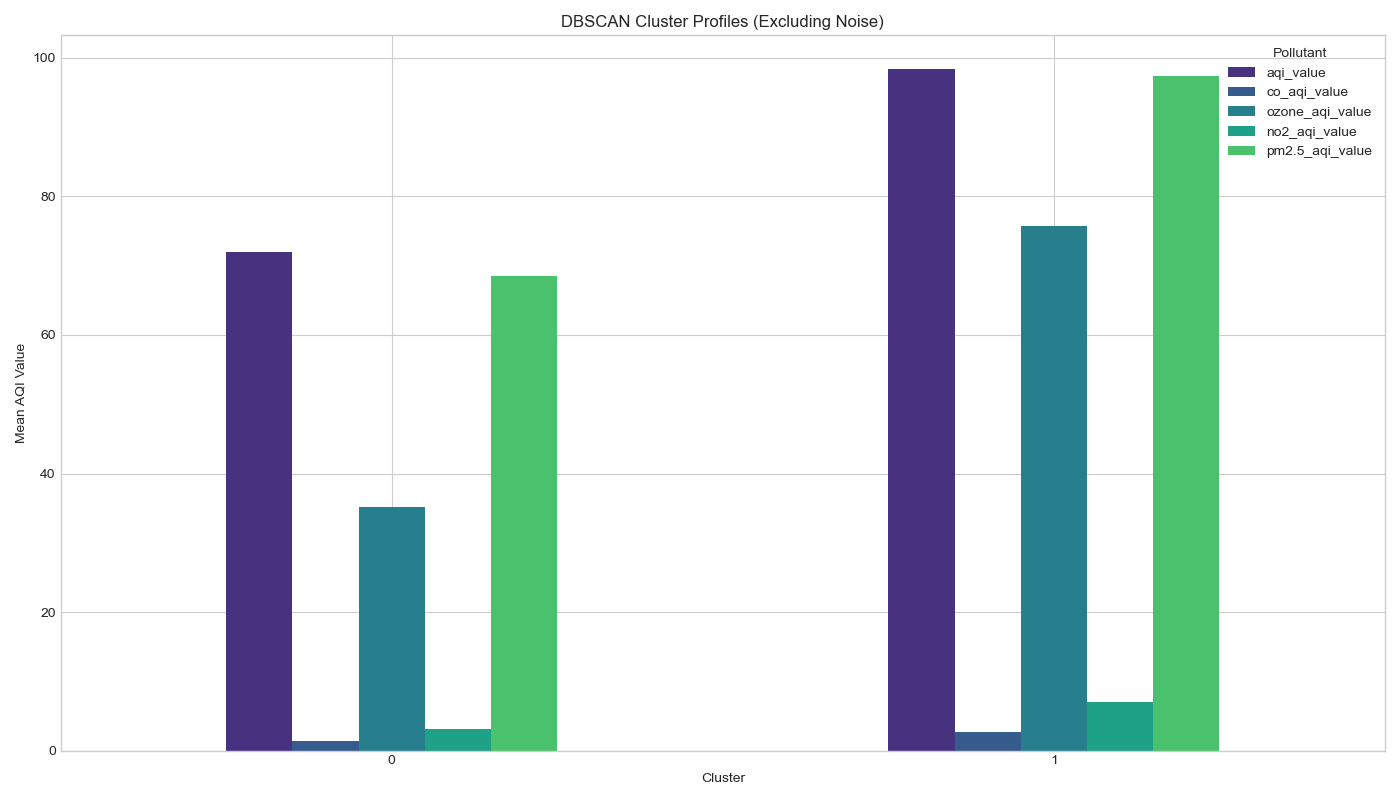 DBSCAN Cluster Profiles (Excluding Noise)
Pollutant
aqi_value
co_aqi_value
ozone_aqi_value
no2_aqi_value
pm2.5_aqi_value
100
80
60
40
20
0
Mean AQI Value
0
1
Cluster